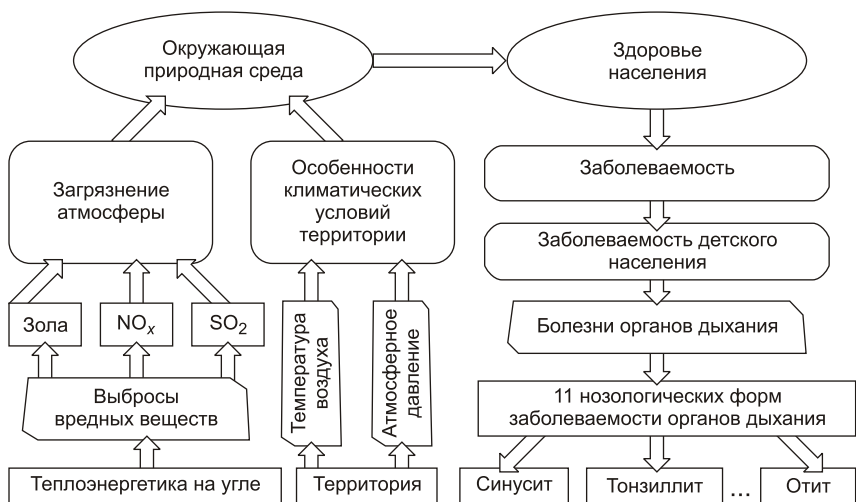 Окружающая
природная среда
Здоровье
населения
Загрязнение
атмосферы
Особенности
климатических
условий
территории
Заболеваемость
Заболеваемость детского
населения
Зола
NOx
SO2
Температура
воздуха
Атмосферное
давление
Болезни органов дыхания
Выбросы
вредных веществ
11 нозологических форм
заболеваемости органов дыхания
Теплоэнергетика на угле
Территория
Синусит
Тонзиллит
...
Отит